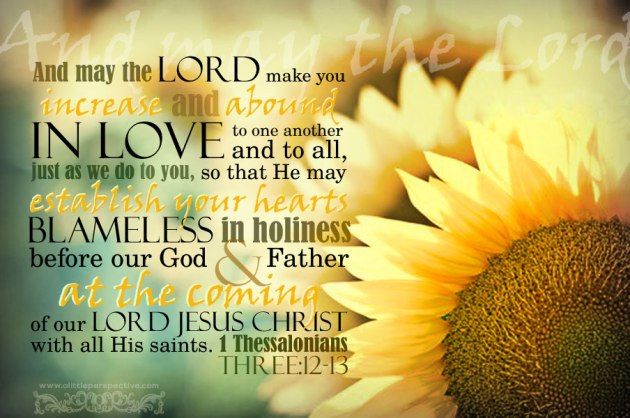 And may the Lord
And may the LORD make you
increase and abound
IN LOVE to one another
and to all,
just as we do to you, so that He may
establish your hearts
BLAMELESS in holiness
before our God & Father
at the coming
of our LORD JESUS CHRIST
with all His saints. 1 Thessalonians
THREE:12-13
www.alittleperspective.com